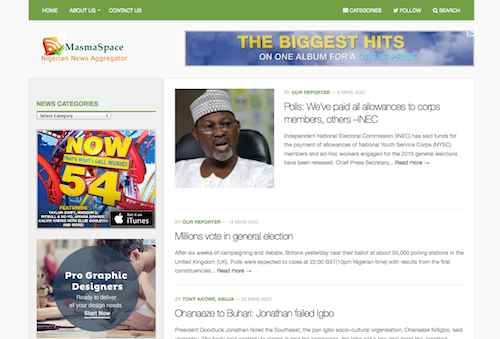 HOME ABOUT US CONTACT US CATEGORIES FOLLOW SEARCH
MasmaSpace
Nigerian News Aggregator
THE BIGGEST HITS
ON ONE ALBUM FOR A GREAT PRICE
NEWS CATEGORIES
Select Category
NOW
THAT'S WHAT I CALL MUSIC!
54
FEATURING
Get it on
iTunes
Pro Graphic
Designers
Ready to deliver
all your design needs.
Start Now
BY OUR REPORTER – 8 MINS AGO
Polls: We've paid all allowances to corps
members, others –INEC
Independent National Electoral Commission (INEC) has said funds for
the payment of allowances of National Youth Service Corps (NYSC)
members and ad-hoc workers engaged for the 2015 general elections
have been released. Chief Press Secretary... Read more →
BY OUR REPORTER – 19 MINS AGO
Millions vote in general election
After six weeks of campaigning and debate, Britons yesterday cast their ballot at about 50,000 polling stations in the
United Kingdom (UK). Polls were expected to close at 22:00 BST(10pm Nigerian time) with results from the first
constituencies... Read more →
BY TONY AKOWE, ABUJA – 28 MINS AGO
Ohanaeze to Buhari: Jonathan failed Igbo
President Goodluck Jonathan failed the Southeast, the pan Igbo socio-cultural organisation, Ohanaeze Ndigbo, said